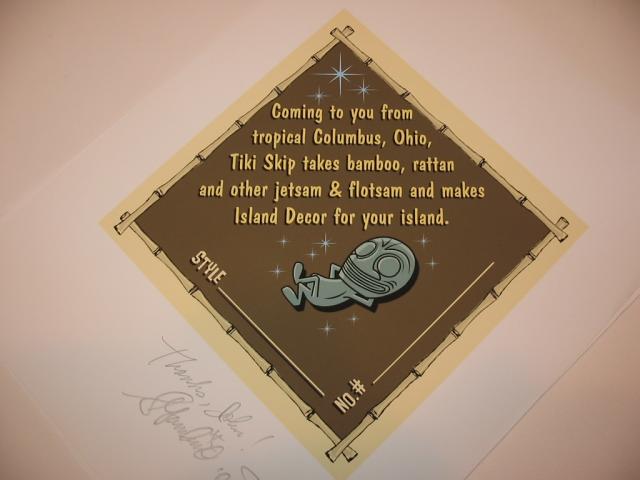 Coming to you from
tropical Columbus, Ohio,
Tiki Skip takes bamboo, rattan
and other jetsam & flotsam and makes
Island Decor for your island.
STYLE
NO.#
Thanks, John!